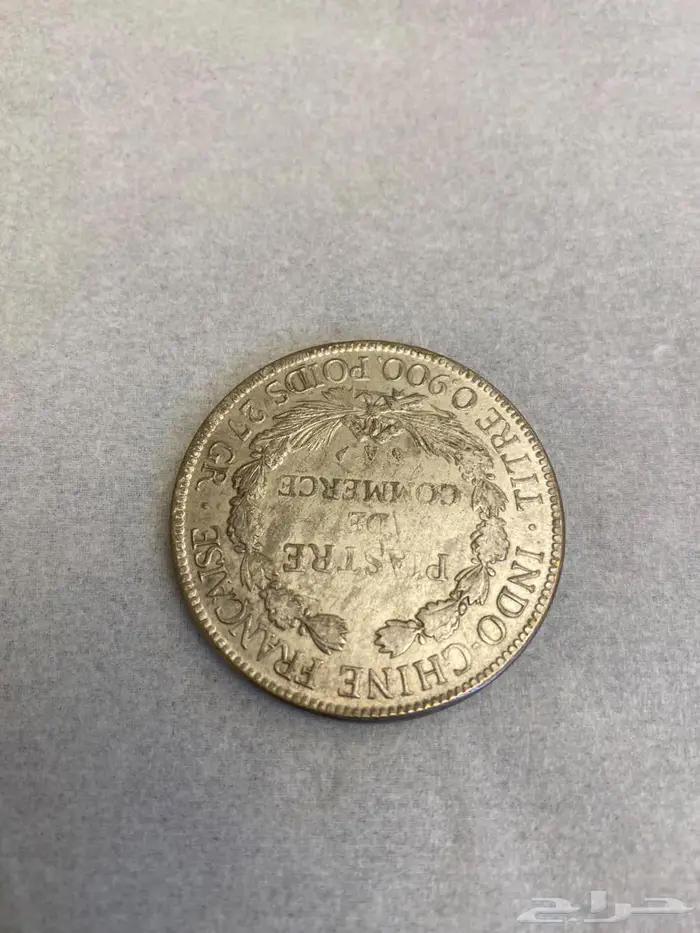 INDO-CHINE FRANÇAISE
PIASTRE
DE
COMMERCE
· TITRE 0,900. POIDS 27 GR ·
حراج